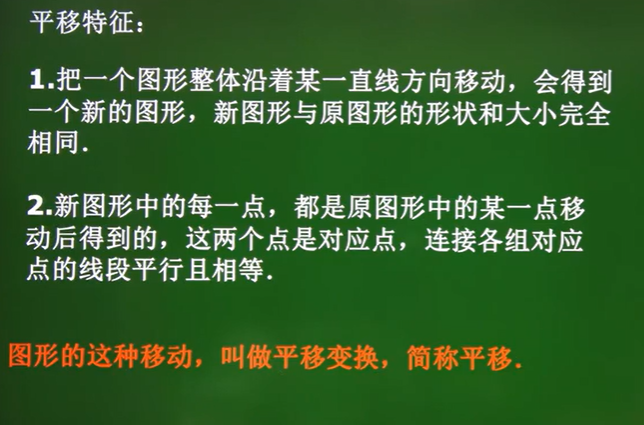 平移特征：
1.把一个图形整体沿着某一直线方向移动，会得到
一个新的图形，新图形与原图形的形状和大小完全
相同．
2.新图形中的每一点，都是原图形中的某一点移
动后得到的，这两个点是对应点，连接各组对应
点的线段平行且相等．
图形的这种移动，叫做平移变换，简称平移．